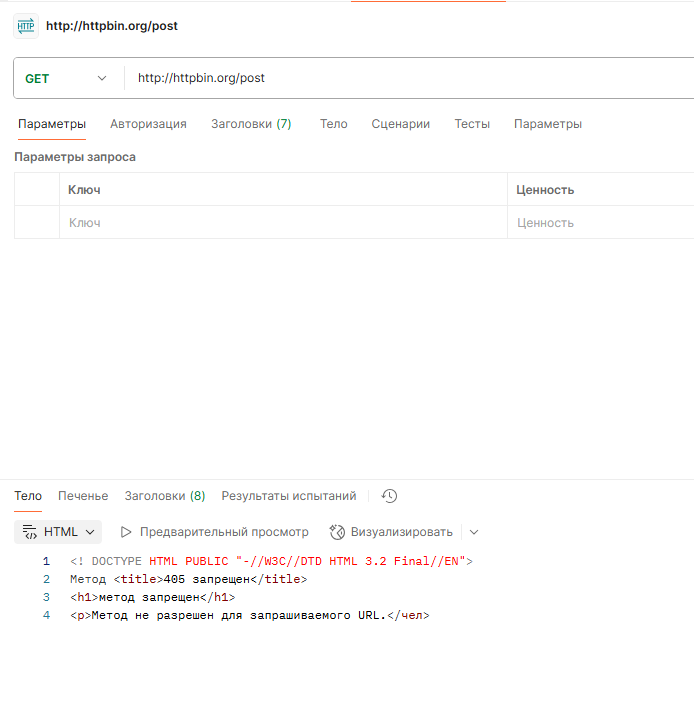 HTTP http://httpbin.org/post
GET http://httpbin.org/post
Параметры Авторизация Заголовки (7) Тело Сценарии Тесты Параметры
Параметры запроса
Ключ Ценность
Ключ Ценность
Тело Печенье Заголовки (8) Результаты испытаний
HTML Предварительный просмотр Визуализировать
1 <! DOCTYPE HTML PUBLIC "-//W3C//DTD HTML 3.2 Final//EN">
2 Метод <title>405 запрещен</title>
3 <h1>метод запрещен</h1>
4 <p>Метод не разрешен для запрашиваемого URL.</чел>